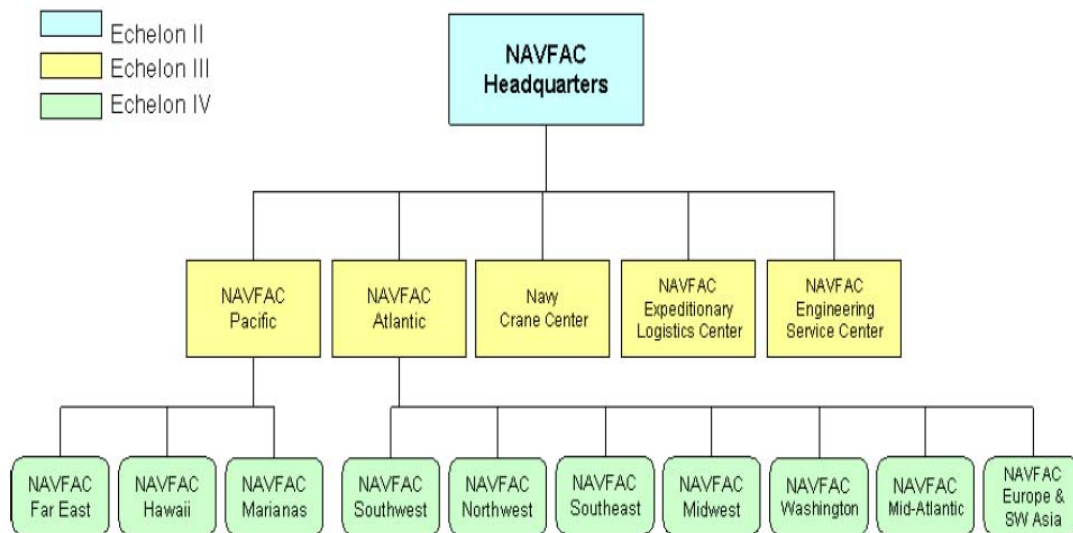 Echelon II
Echelon III
Echelon IV
NAVFAC
Headquarters
NAVFAC
Pacific
NAVFAC
Atlantic
Navy
Crane Center
NAVFAC
Expeditionary
Logistics Center
NAVFAC
Engineering
Service Center
NAVFAC
Far East
NAVFAC
Hawaii
NAVFAC
Marianas
NAVFAC
Southwest
NAVFAC
Northwest
NAVFAC
Southeast
NAVFAC
Midwest
NAVFAC
Washington
NAVFAC
Mid-Atlantic
NAVFAC
Europe &
SW Asia